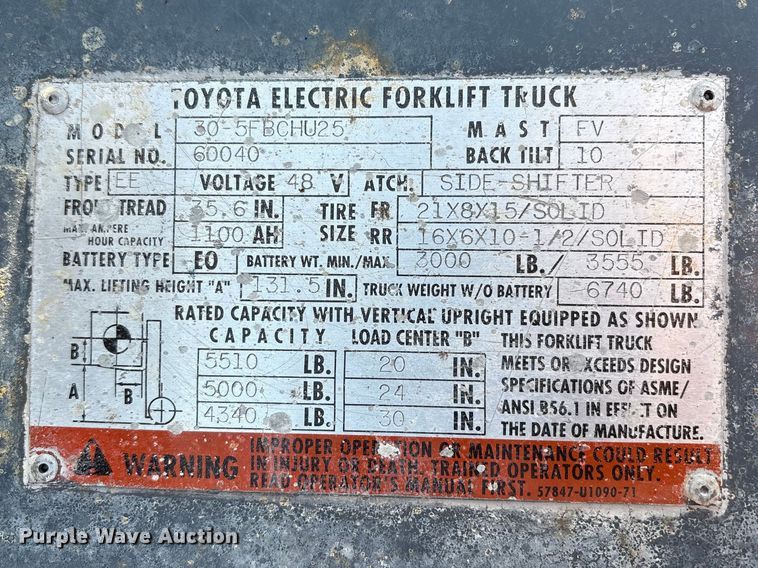 TOYOTA ELECTRIC FORKLIFT TRUCK
MODEL 30-5FBCHU25 MAST FV
SERIAL NO. 60040 BACK TILT 10
TYPE EE VOLTAGE 48 V ATCH. SIDE-SHIFTER
FRONT TREAD 35.6 IN. TIRE FR 21X8X15/SOLID
MAX. AMPERE HOUR CAPACITY 1100 AH SIZE RR 16X6X10-1/2/SOLID
BATTERY TYPE EO BATTERY WT. MIN./MAX. 3000 LB./ 3555 LB.
MAX. LIFTING HEIGHT "A" 131.5 IN. TRUCK WEIGHT W/O BATTERY 6740 LB.
RATED CAPACITY WITH VERTICAL UPRIGHT EQUIPPED AS SHOWN
CAPACITY LOAD CENTER "B" THIS FORKLIFT TRUCK
B 5510 LB. 20 IN. MEETS OR EXCEEDS DESIGN
A B 5000 LB. 24 IN. SPECIFICATIONS OF ASME/
4340 LB. 30 IN. ANSI B56.1 IN EFFECT ON
THE DATE OF MANUFACTURE.
WARNING IMPROPER OPERATION OR MAINTENANCE COULD RESULT
IN INJURY OR DEATH. TRAINED OPERATORS ONLY.
READ OPERATOR'S MANUAL FIRST. 57847-U1090-71
Purple Wave Auction